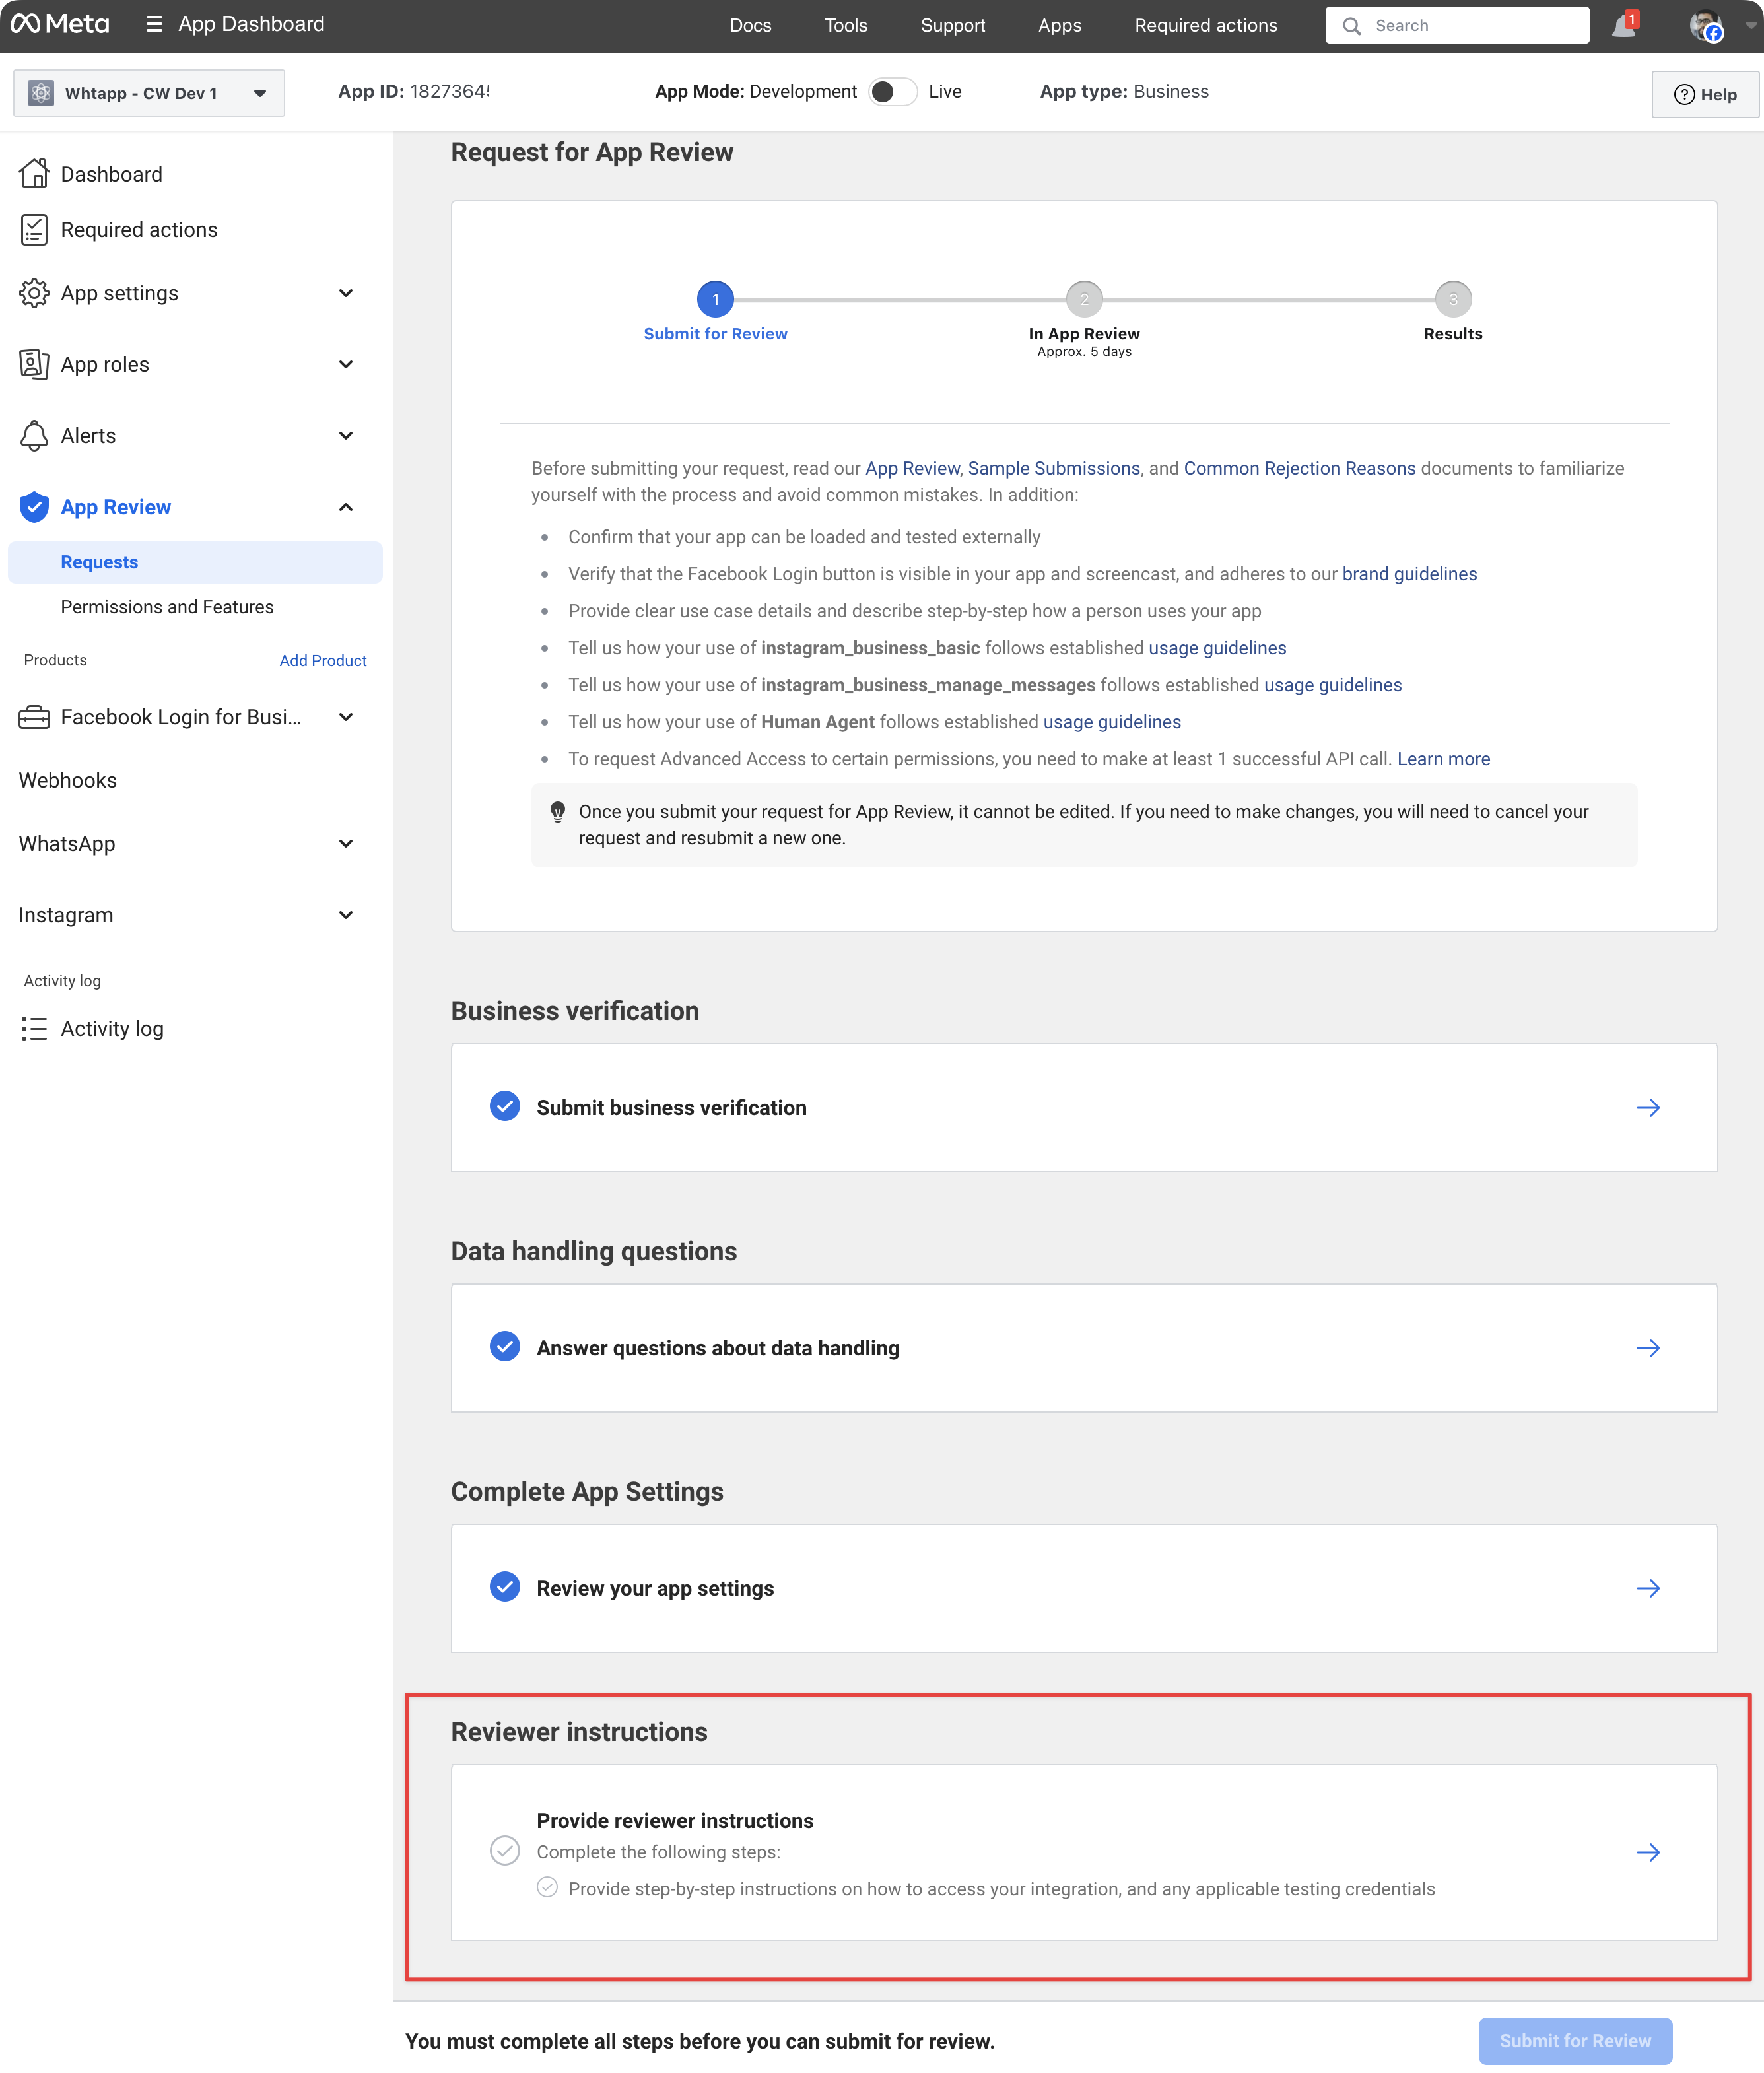 Meta
App Dashboard
Docs
Tools
Support
Apps
Required actions
Search
1
Whtapp - CW Dev 1
App ID: 1827364
App Mode: Development
Live
App type: Business
Help
Dashboard
Required actions
App settings
App roles
Alerts
App Review
Requests
Permissions and Features
Products
Add Product
Facebook Login for Busi...
Webhooks
WhatsApp
Instagram
Activity log
Activity log
Request for App Review
1
2
3
Submit for Review
In App Review
Results
Approx. 5 days
Before submitting your request, read our App Review, Sample Submissions, and Common Rejection Reasons documents to familiarize
yourself with the process and avoid common mistakes. In addition:
• Confirm that your app can be loaded and tested externally
• Verify that the Facebook Login button is visible in your app and screencast, and adheres to our brand guidelines
• Provide clear use case details and describe step-by-step how a person uses your app
• Tell us how your use of instagram_business_basic follows established usage guidelines
• Tell us how your use of instagram_business_manage_messages follows established usage guidelines
• Tell us how your use of Human Agent follows established usage guidelines
• To request Advanced Access to certain permissions, you need to make at least 1 successful API call. Learn more
Once you submit your request for App Review, it cannot be edited. If you need to make changes, you will need to cancel your
request and resubmit a new one.
Business verification
Submit business verification
Data handling questions
Answer questions about data handling
Complete App Settings
Review your app settings
Reviewer instructions
Provide reviewer instructions
Complete the following steps:
Provide step-by-step instructions on how to access your integration, and any applicable testing credentials
You must complete all steps before you can submit for review.
Submit for Review